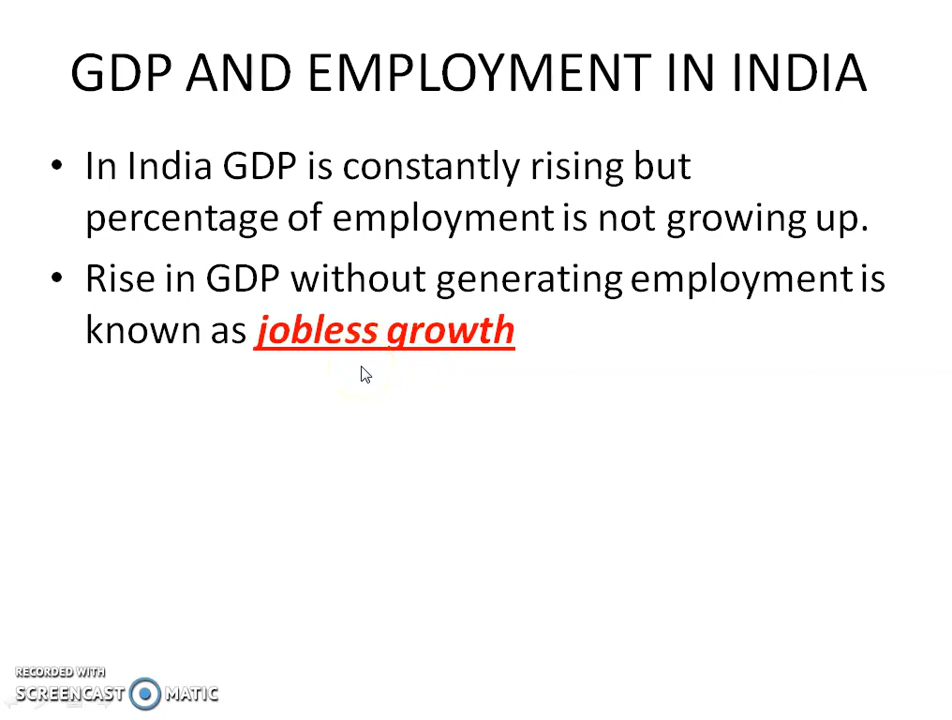 GDP AND EMPLOYMENT IN INDIA
• In India GDP is constantly rising but
percentage of employment is not growing up.
• Rise in GDP without generating employment is
known as jobless growth
RECORDED WITH
SCREENCAST MATIC